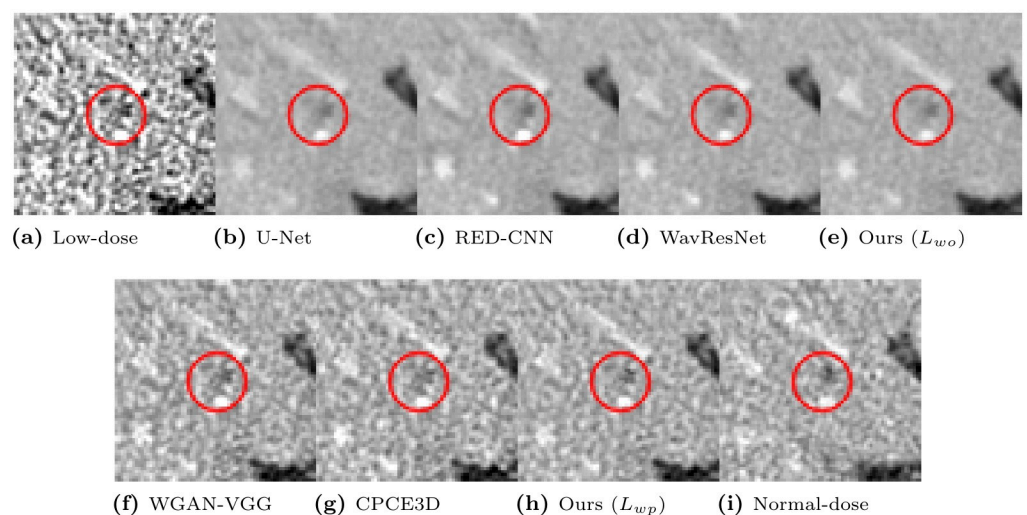 (a) Low-dose (b) U-Net (c) RED-CNN (d) WavResNet (e) Ours (L_wo)
(f) WGAN-VGG (g) CPCE3D (h) Ours (L_wp) (i) Normal-dose